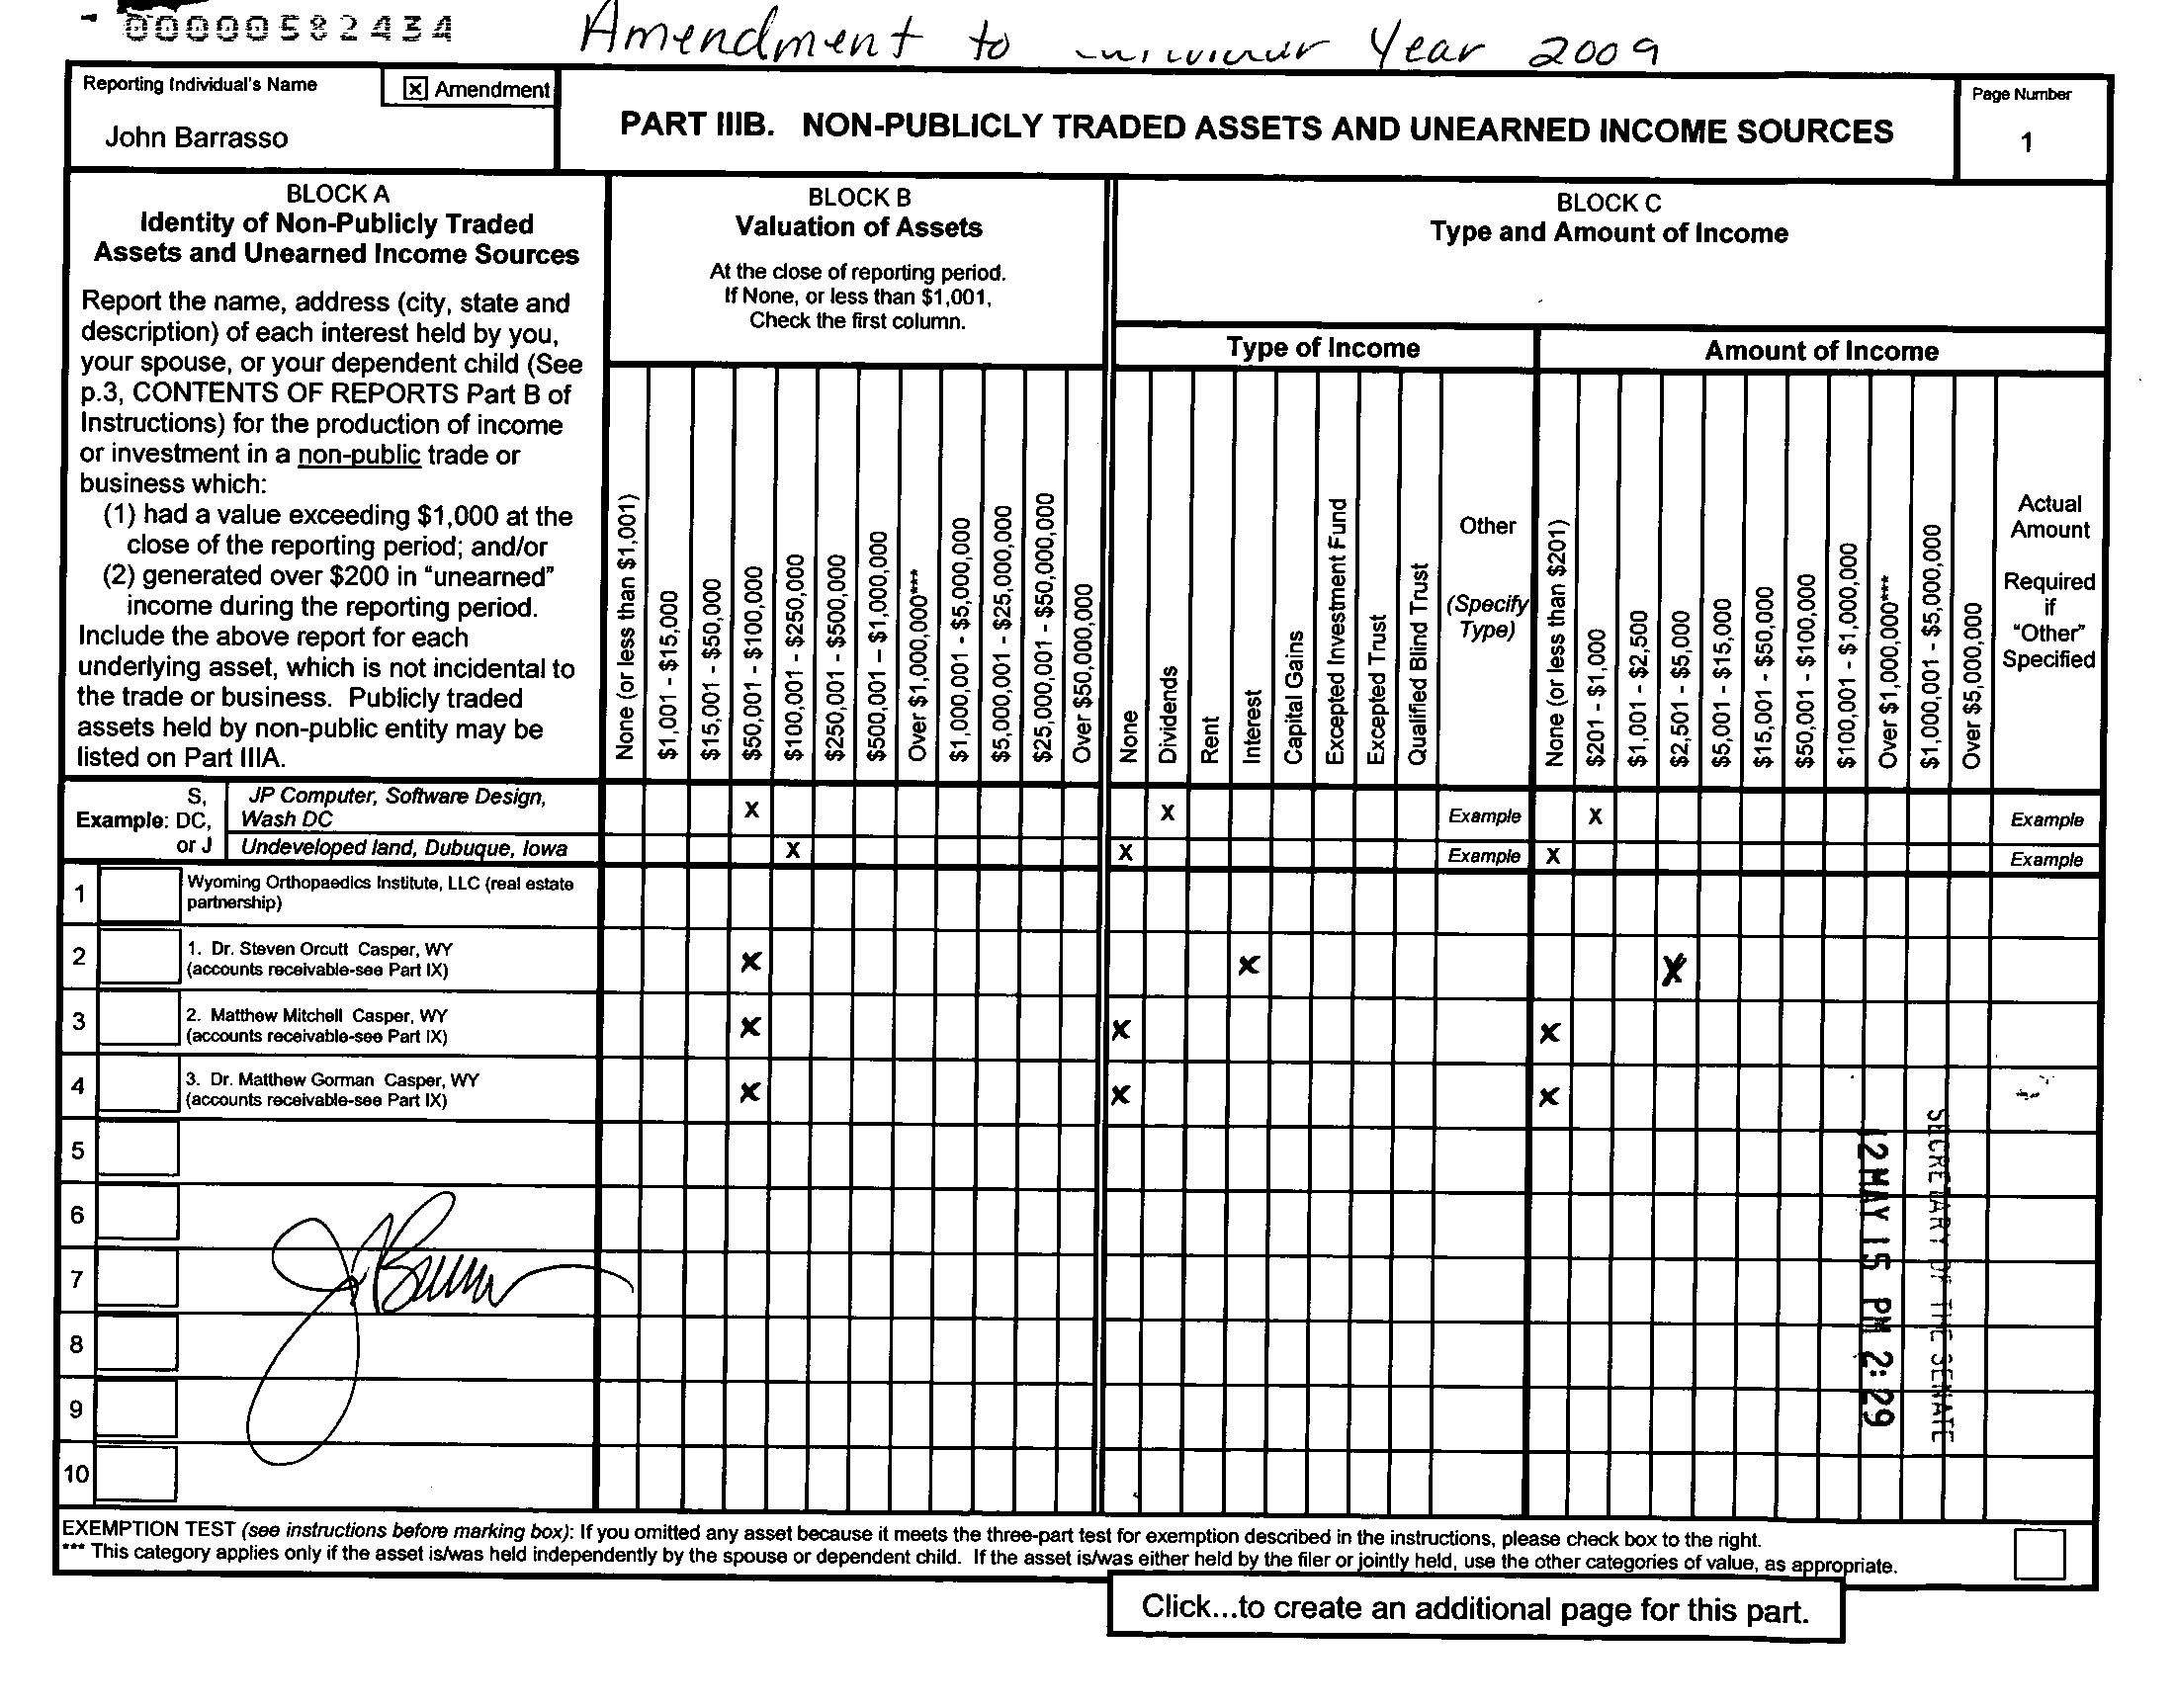 00000582434
Amendment to Year 2009
Reporting Individual's Name
x Amendment
John Barrasso
PART IIIB. NON-PUBLICLY TRADED ASSETS AND UNEARNED INCOME SOURCES
Page Number
1
BLOCK A
Identity of Non-Publicly Traded
Assets and Unearned Income Sources
Report the name, address (city, state and
description) of each interest held by you,
your spouse, or your dependent child (See
p.3, CONTENTS OF REPORTS Part B of
Instructions) for the production of income
or investment in a non-public trade or
business which:
(1) had a value exceeding $1,000 at the
close of the reporting period; and/or
(2) generated over $200 in "unearned"
income during the reporting period.
Include the above report for each
underlying asset, which is not incidental to
the trade or business. Publicly traded
assets held by non-public entity may be
listed on Part IIIA.
BLOCK B
Valuation of Assets
At the close of reporting period.
If None, or less than $1,001,
Check the first column.
None (or less than $1,001)
$1,001 - $15,000
$15,001 - $50,000
$50,001 - $100,000
$100,001 - $250,000
$250,001 - $500,000
$500,001 – $1,000,000
Over $1,000,000***
$1,000,001 - $5,000,000
$5,000,001 - $25,000,000
$25,000,001 - $50,000,000
Over $50,000,000
BLOCK C
Type and Amount of Income
Type of Income
None
Dividends
Rent
Interest
Capital Gains
Excepted Investment Fund
Excepted Trust
Qualified Blind Trust
Other
(Specify
Type)
Amount of Income
None (or less than $201)
$201 - $1,000
$1,001 - $2,500
$2,501 - $5,000
$5,001 - $15,000
$15,001 - $50,000
$50,001 - $100,000
$100,001 - $1,000,000
Over $1,000,000***
$1,000,001 - $5,000,000
Over $5,000,000
Actual
Amount
Required
if
"Other"
Specified
S,
Example: DC,
or J
JP Computer, Software Design,
Wash DC
X X Example X Example
Undeveloped land, Dubuque, Iowa X X Example X Example
1 Wyoming Orthopaedics Institute, LLC (real estate
partnership)
2 1. Dr. Steven Orcutt Casper, WY
(accounts receivable-see Part IX)
x x x
3 2. Matthew Mitchell Casper, WY
(accounts receivable-see Part IX)
x x x
4 3. Dr. Matthew Gorman Casper, WY
(accounts receivable-see Part IX)
x x x
5
6
7
8
9
10
SECRETARY OF THE SENATE
12 MAY 15 PM 2:29
EXEMPTION TEST (see instructions before marking box): If you omitted any asset because it meets the three-part test for exemption described in the instructions, please check box to the right.
*** This category applies only if the asset is/was held independently by the spouse or dependent child. If the asset is/was either held by the filer or jointly held, use the other categories of value, as appropriate.
Click...to create an additional page for this part.